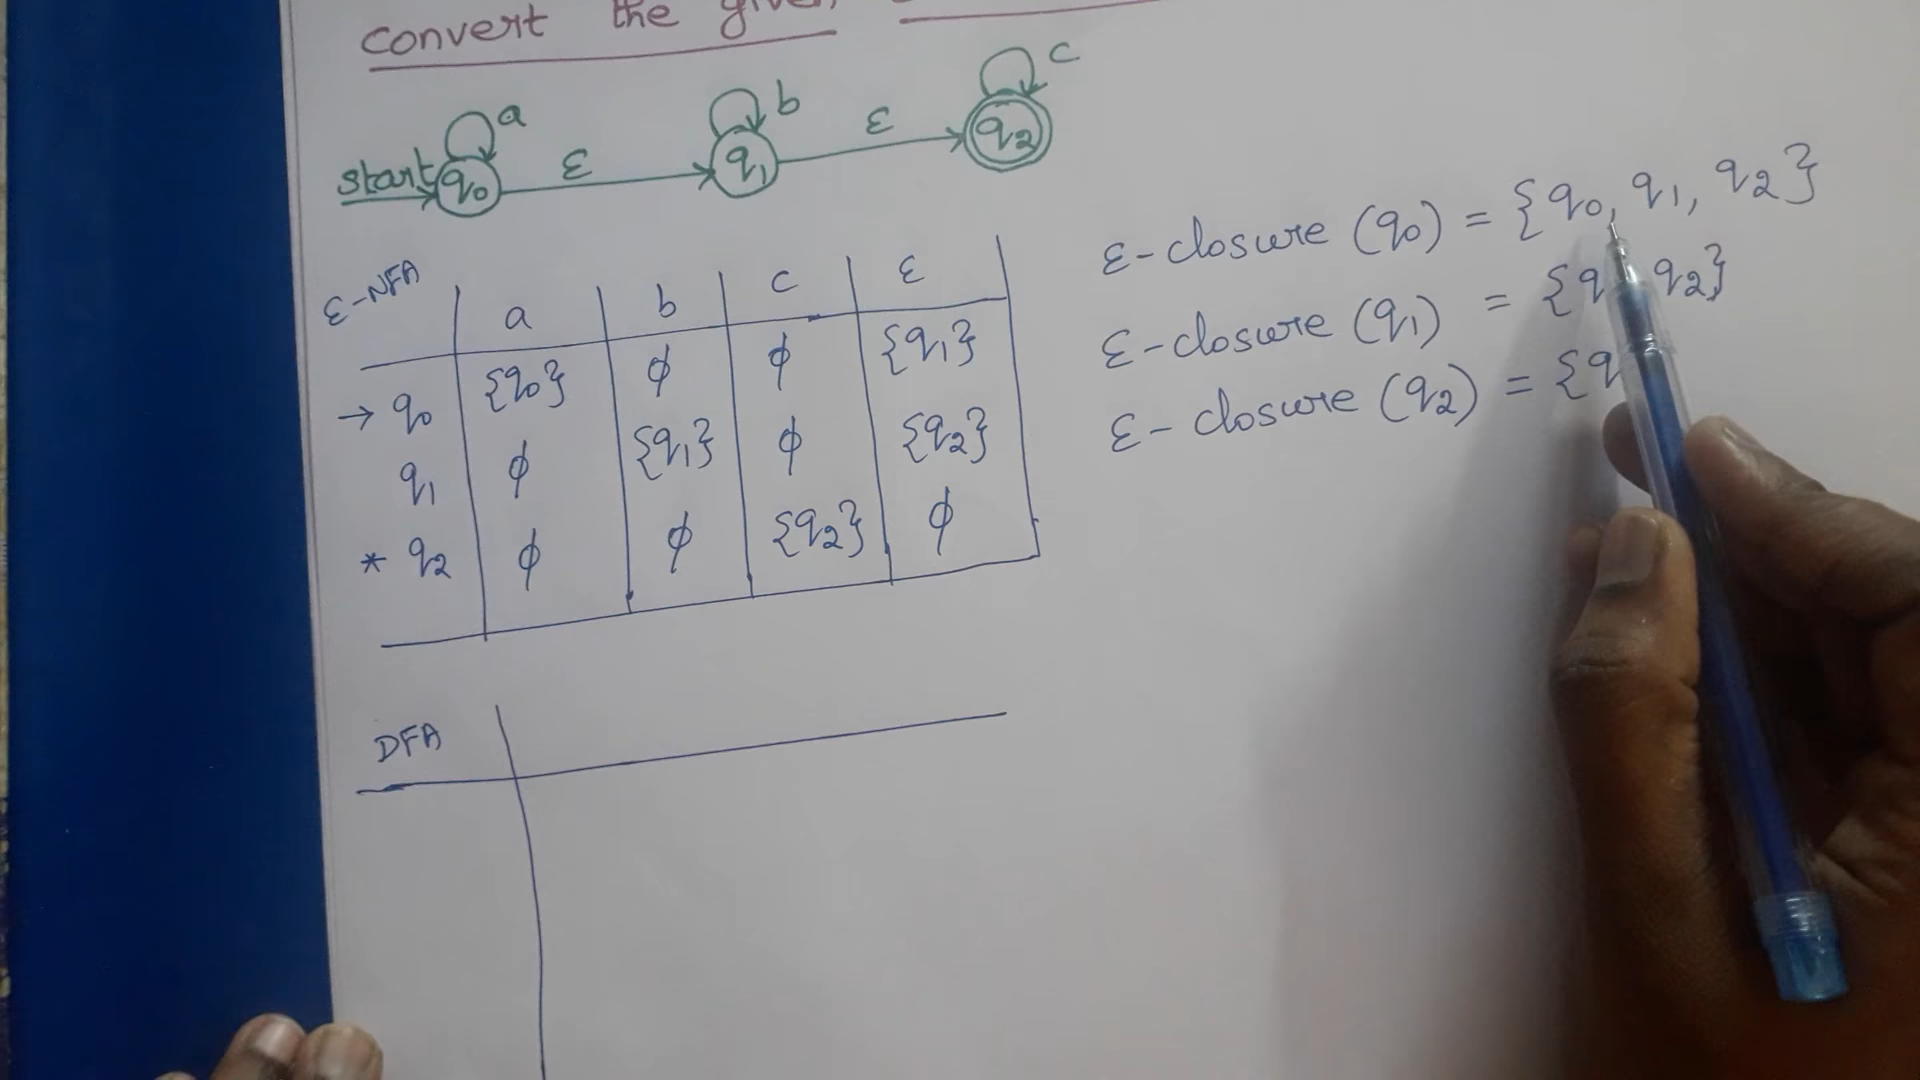 convert the given
a b c
start q0 ε q1 ε q2
ε-NFA a b c ε
→ q0 {q0} ϕ ϕ {q1}
q1 ϕ {q1} ϕ {q2}
* q2 ϕ ϕ {q2} ϕ
ε-closure (q0) = {q0, q1, q2}
ε-closure (q1) = {q q2}
ε-closure (q2) = {q
DFA